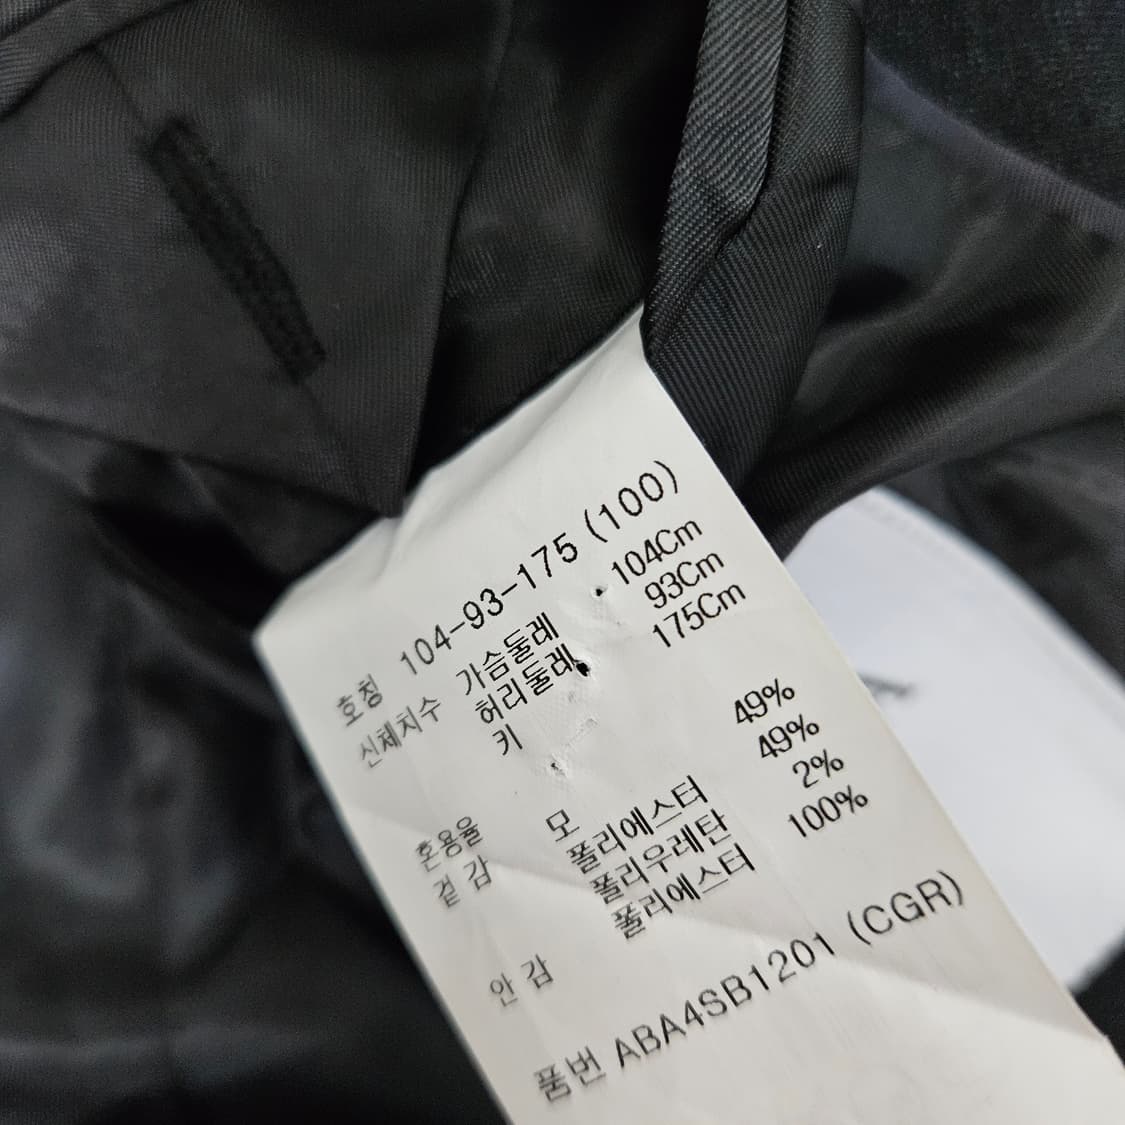 호칭 104-93-175 (100)
신체치수 가슴둘레 104Cm
허리둘레 93Cm
키 175Cm
혼용율
겉감 모 49%
폴리에스터 49%
폴리우레탄 2%
안감 폴리에스터 100%
품번 ABA4SB1201 (CGR)